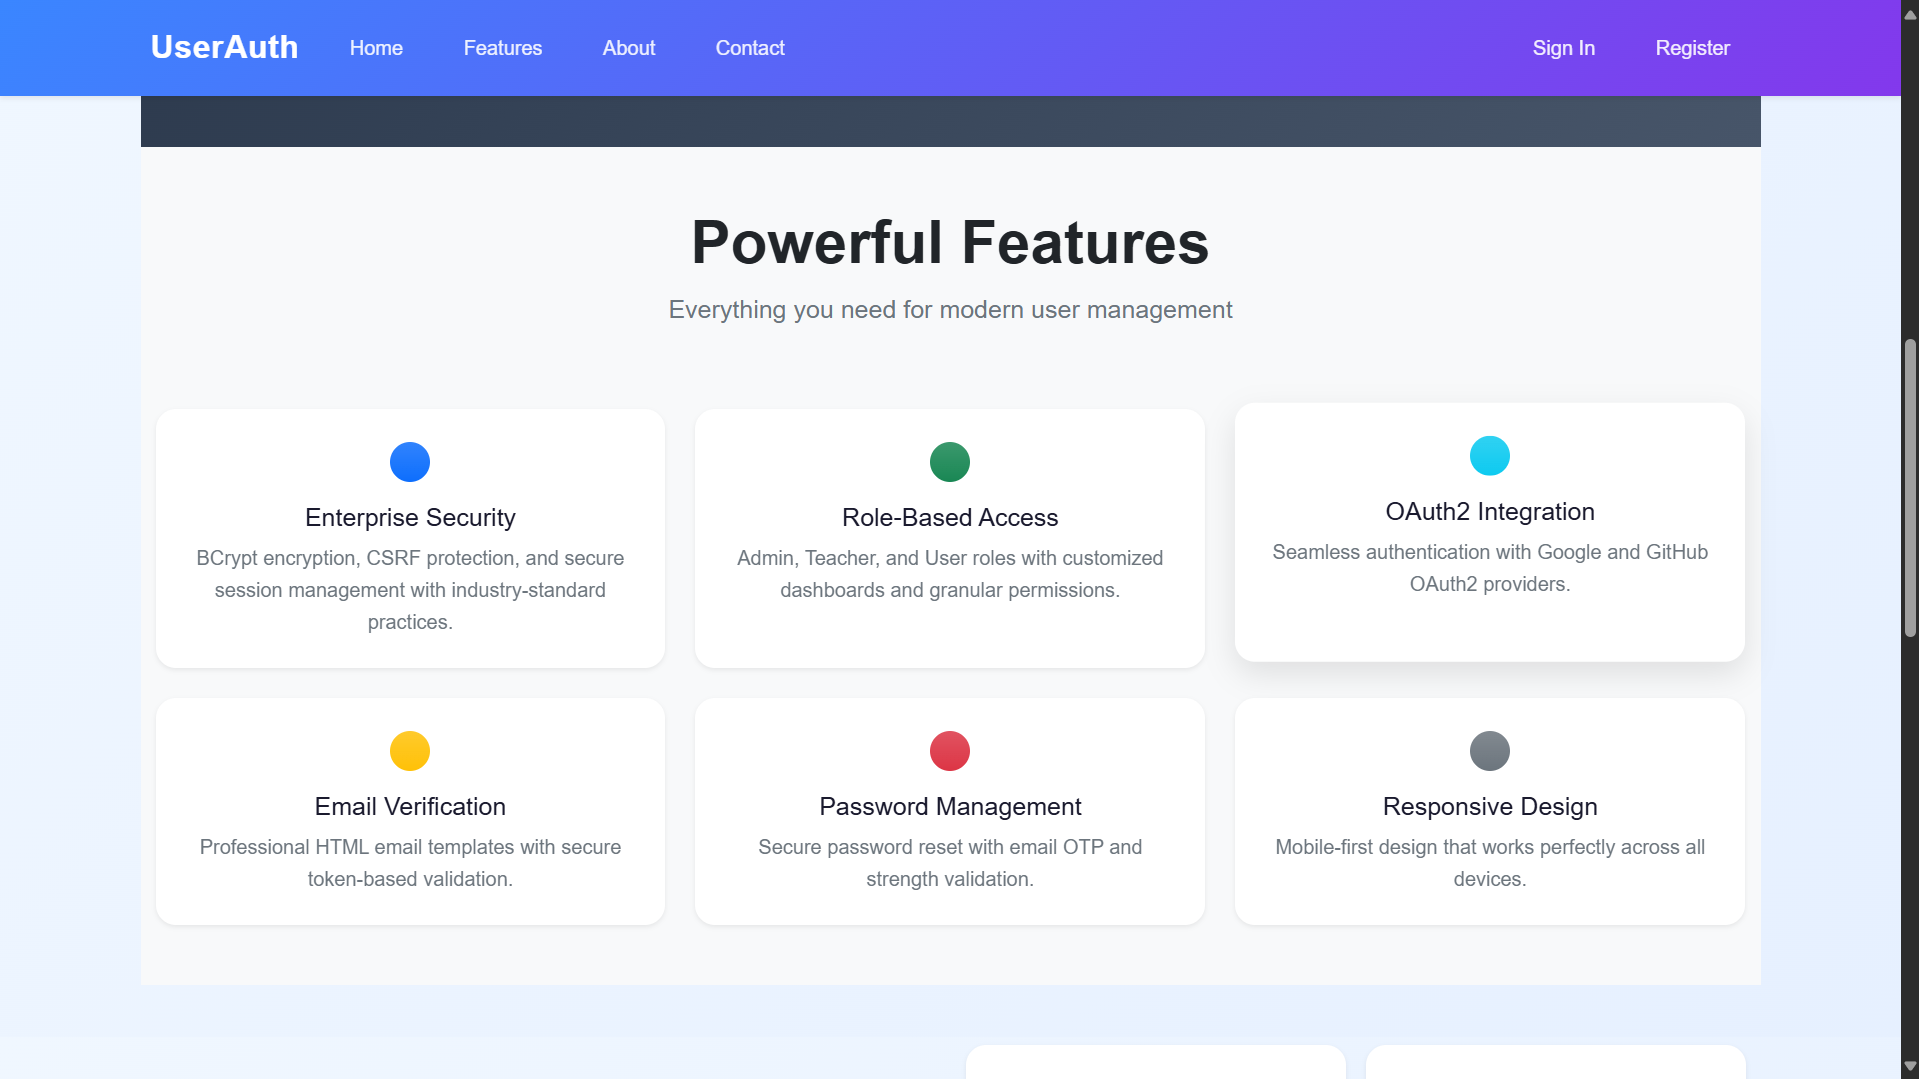 UserAuth
Home
Features
About
Contact
Sign In
Register
Powerful Features
Everything you need for modern user management
Enterprise Security
BCrypt encryption, CSRF protection, and secure
session management with industry-standard
practices.
Role-Based Access
Admin, Teacher, and User roles with customized
dashboards and granular permissions.
OAuth2 Integration
Seamless authentication with Google and GitHub
OAuth2 providers.
Email Verification
Professional HTML email templates with secure
token-based validation.
Password Management
Secure password reset with email OTP and
strength validation.
Responsive Design
Mobile-first design that works perfectly across all
devices.